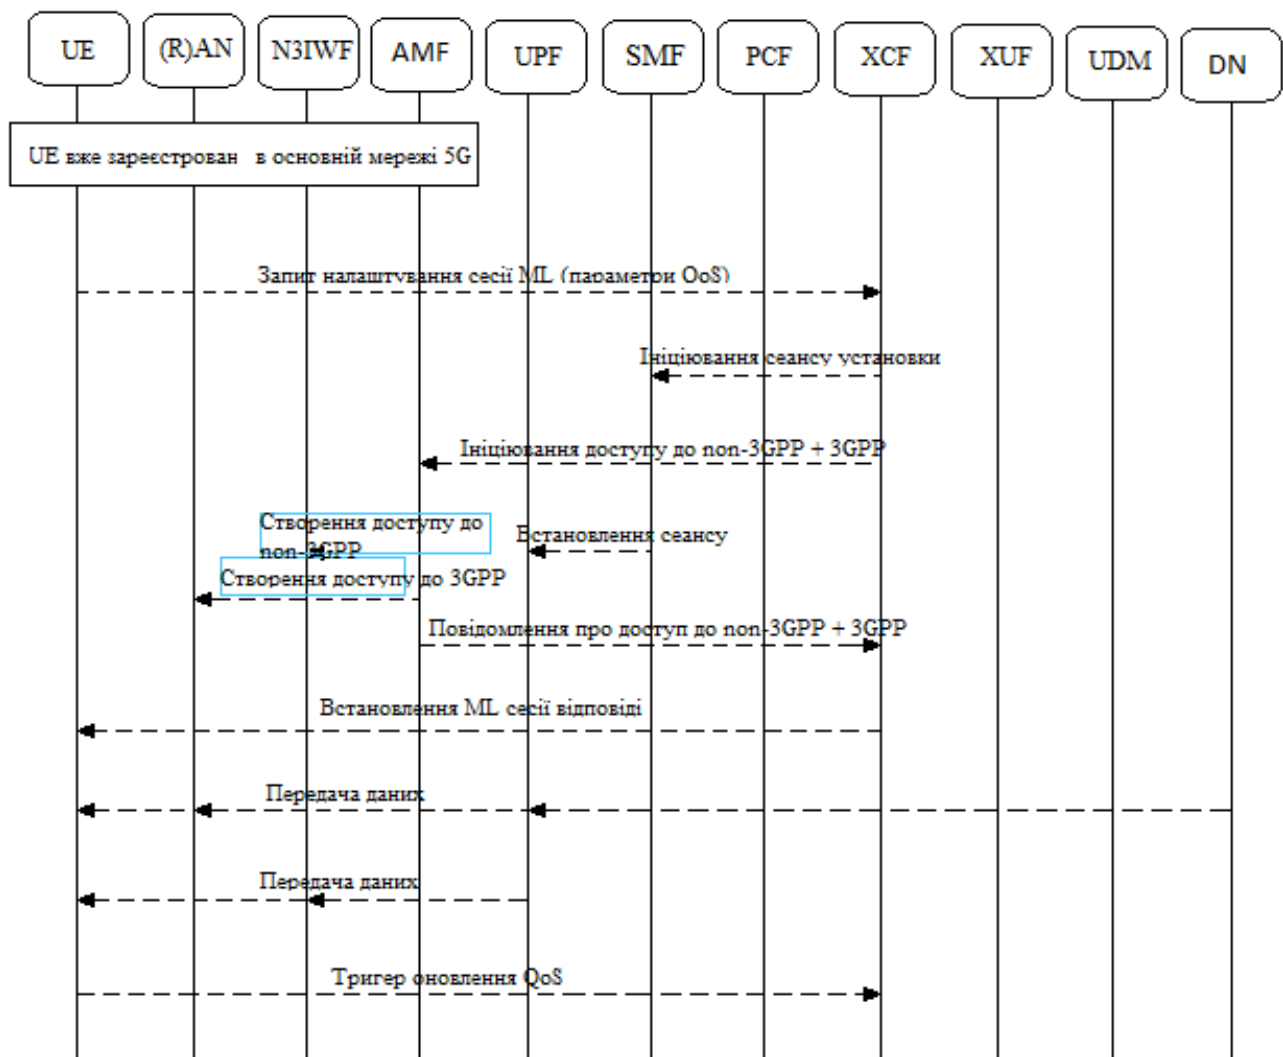 UE
(R)AN
N3IWF
AMF
UPF
SMF
PCF
XCF
XUF
UDM
DN
UE вже зареєстрован в основній мережі 5G
Запит налаштування сесії ML (параметри QoS)
Ініціювання сеансу установки
Ініціювання доступу до non-3GPP + 3GPP
Створення доступу до
non-3GPP
Встановлення сеансу
Створення доступу до 3GPP
Повідомлення про доступ до non-3GPP + 3GPP
Встановлення ML сесії відповіді
Передача даних
Передача даних
Тригер оновлення QoS